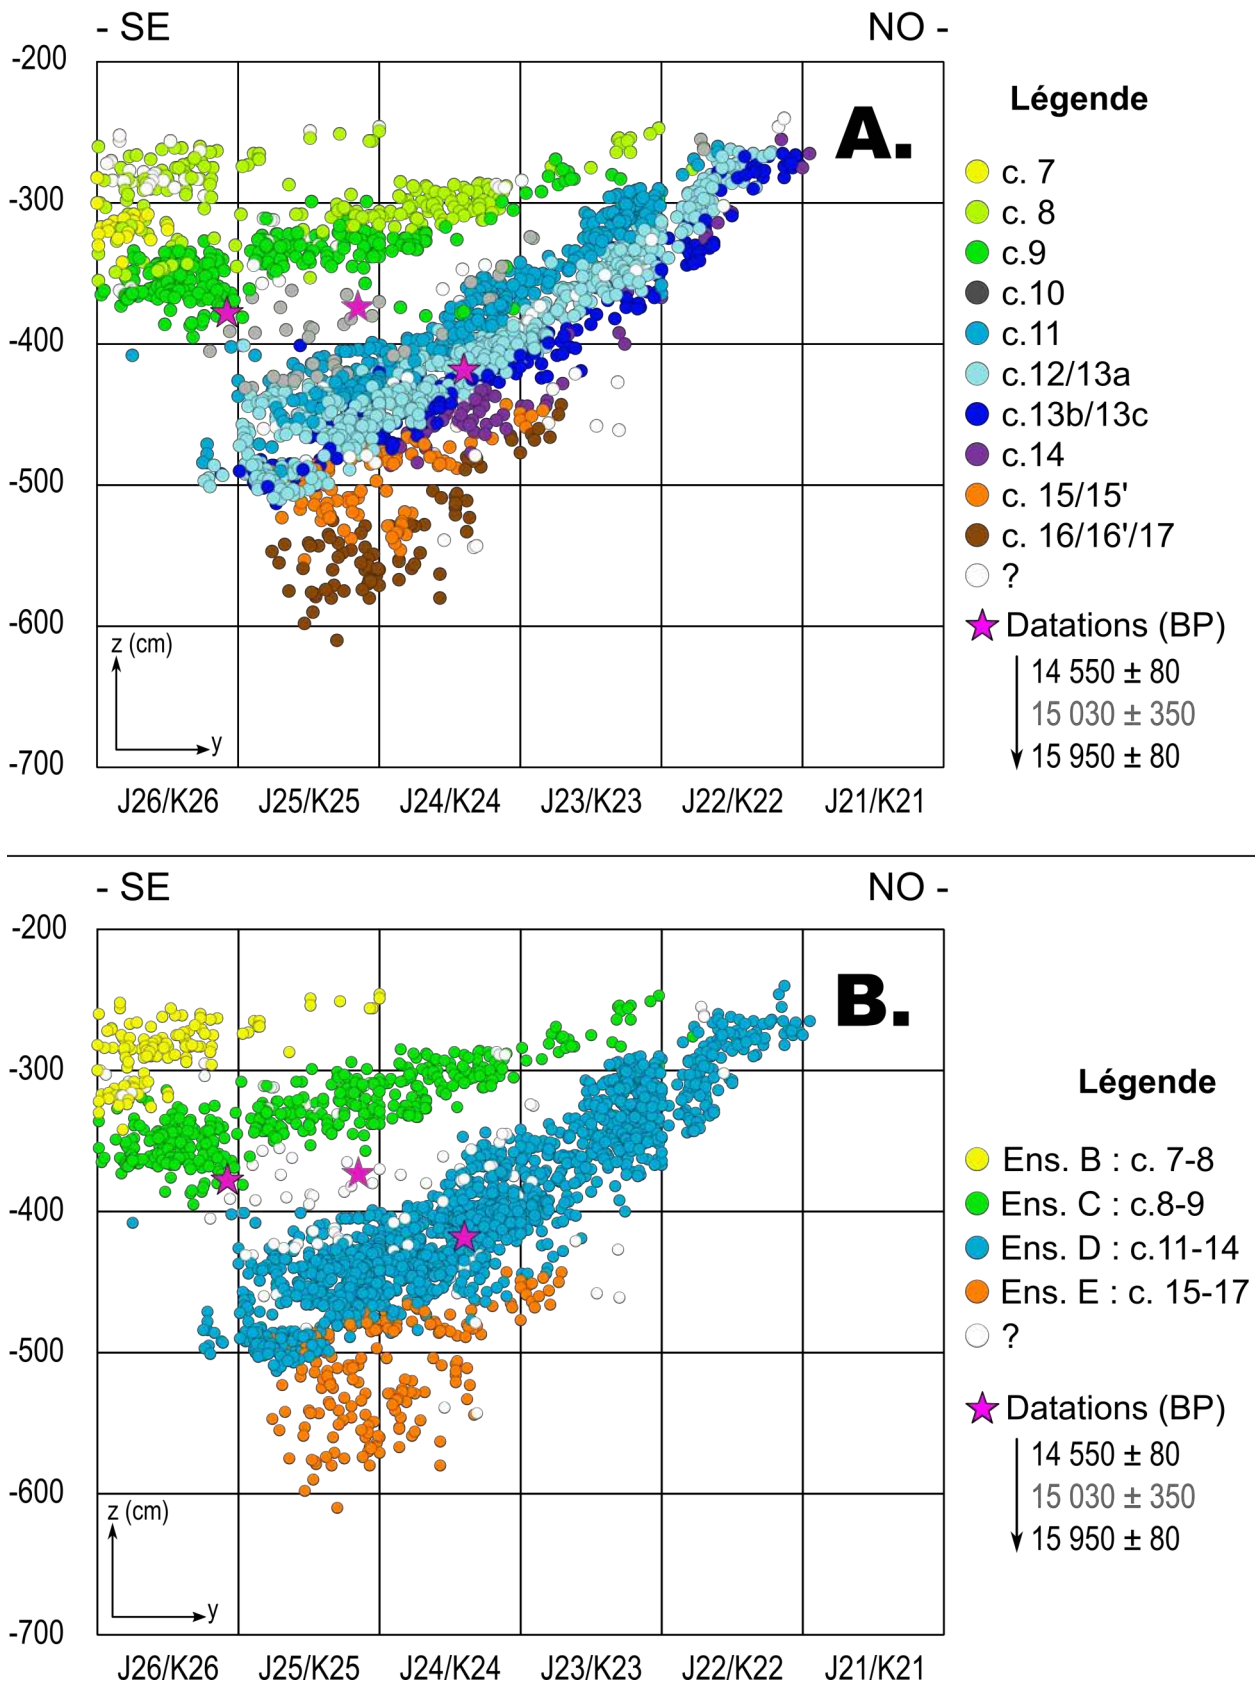 - SE
NO -
-200
-300
-400
-500
-600
-700
A.
z (cm)
y
J26/K26
J25/K25
J24/K24
J23/K23
J22/K22
J21/K21
Légende
c. 7
c. 8
c.9
c.10
c.11
c.12/13a
c.13b/13c
c.14
c. 15/15'
c. 16/16'/17
?
Datations (BP)
14 550 ± 80
15 030 ± 350
15 950 ± 80
- SE
NO -
-200
-300
-400
-500
-600
-700
B.
z (cm)
y
J26/K26
J25/K25
J24/K24
J23/K23
J22/K22
J21/K21
Légende
Ens. B : c. 7-8
Ens. C : c.8-9
Ens. D : c.11-14
Ens. E : c. 15-17
?
Datations (BP)
14 550 ± 80
15 030 ± 350
15 950 ± 80